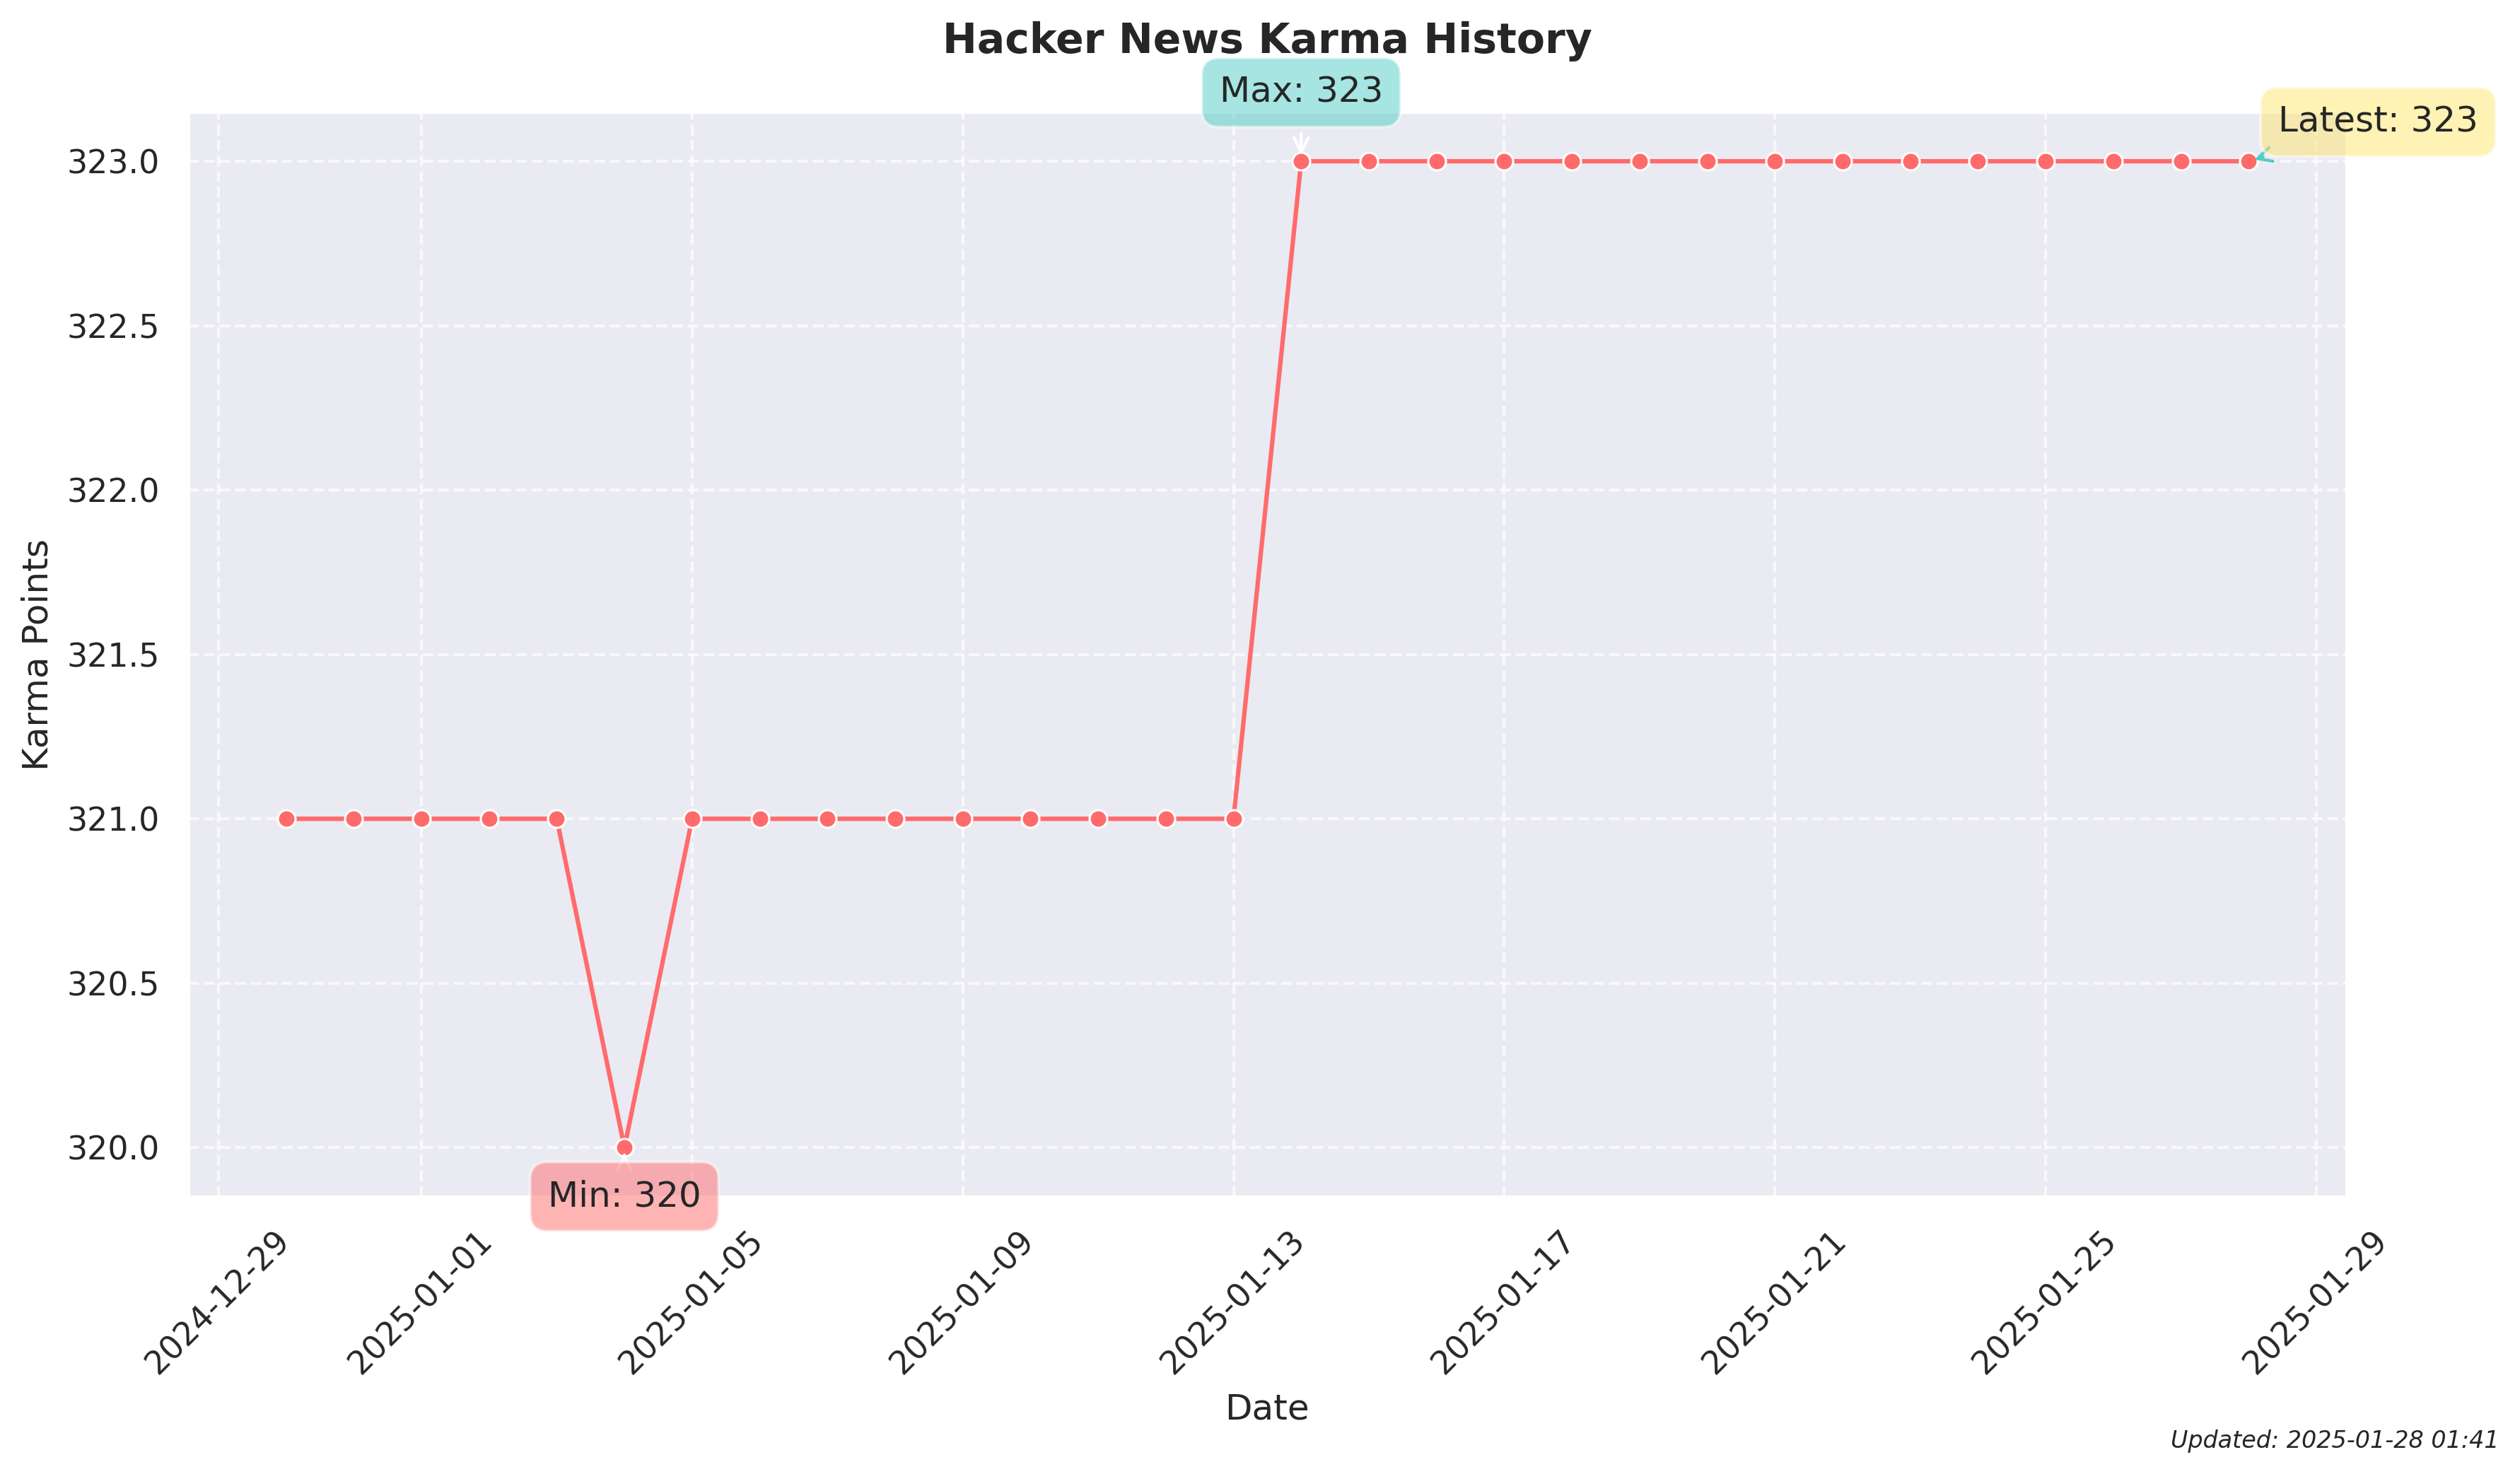 Hacker News Karma History
Max: 323
Latest: 323
323.0
322.5
322.0
321.5
321.0
320.5
320.0
Karma Points
Min: 320
2024-12-29
2025-01-01
2025-01-05
2025-01-09
2025-01-13
2025-01-17
2025-01-21
2025-01-25
2025-01-29
Date
Updated: 2025-01-28 01:41